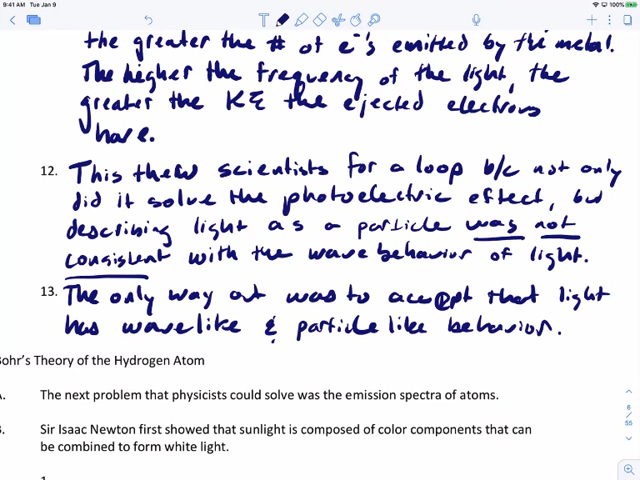 9:41 AM Tue Jan 9
100%
the greater the # of e⁻'s emitted by the metal.
The higher the frequency of the light, the
greater the KE the ejected electrons
have.
12. This threw scientists for a loop b/c not only
did it solve the photoelectric effect, but
describing light as a particle was not
consistent with the wave behavior of light.
13. The only way out was to accept that light
has wavelike & particle like behavior.
Bohr's Theory of the Hydrogen Atom
A. The next problem that physicists could solve was the emission spectra of atoms.
B. Sir Isaac Newton first showed that sunlight is composed of color components that can
be combined to form white light.
1.
6
/
55